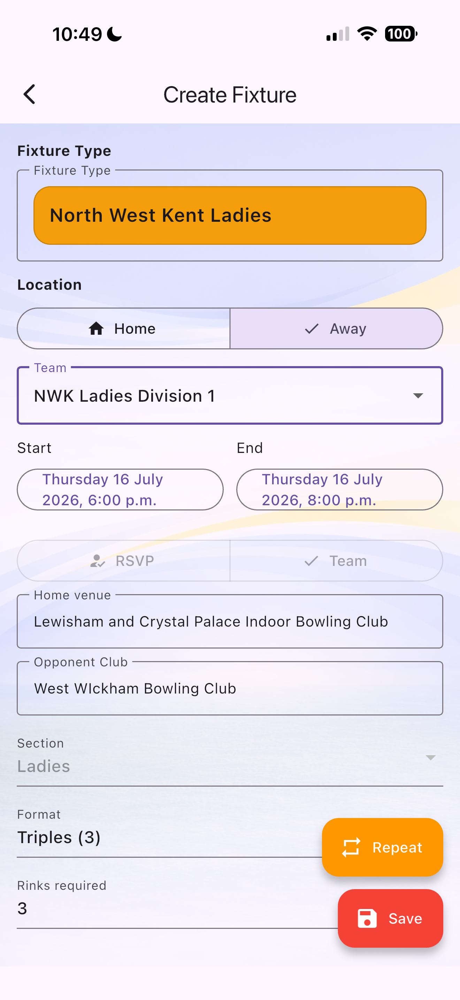 10:49
100
Create Fixture
Fixture Type
Fixture Type
North West Kent Ladies
Location
Home
Away
Team
NWK Ladies Division 1
Start
End
Thursday 16 July
2026, 6:00 p.m.
Thursday 16 July
2026, 8:00 p.m.
RSVP
Team
Home venue
Lewisham and Crystal Palace Indoor Bowling Club
Opponent Club
West WIckham Bowling Club
Section
Ladies
Format
Triples (3)
Repeat
Rinks required
3
Save